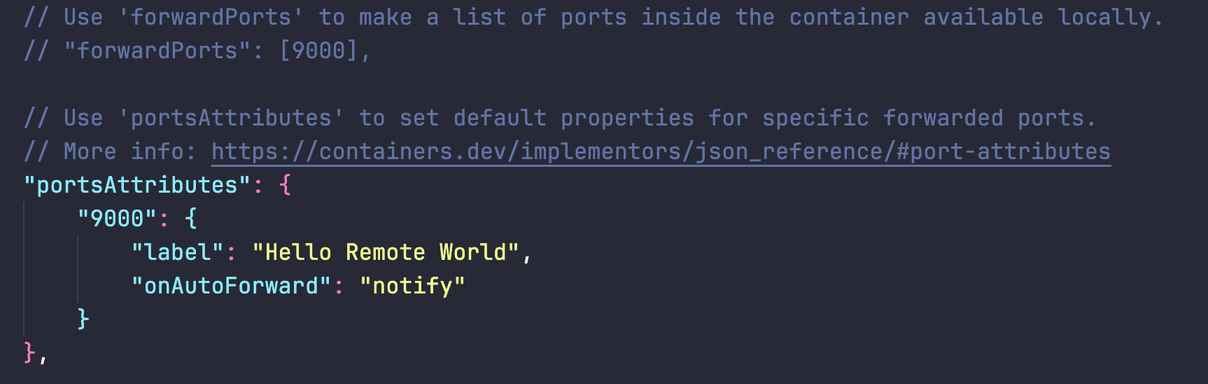 // Use 'forwardPorts' to make a list of ports inside the container available locally.
// "forwardPorts": [9000],
// Use 'portsAttributes' to set default properties for specific forwarded ports.
// More info: https://containers.dev/implementors/json_reference/#port-attributes
"portsAttributes": {
"9000": {
"label": "Hello Remote World",
"onAutoForward": "notify"
}
},